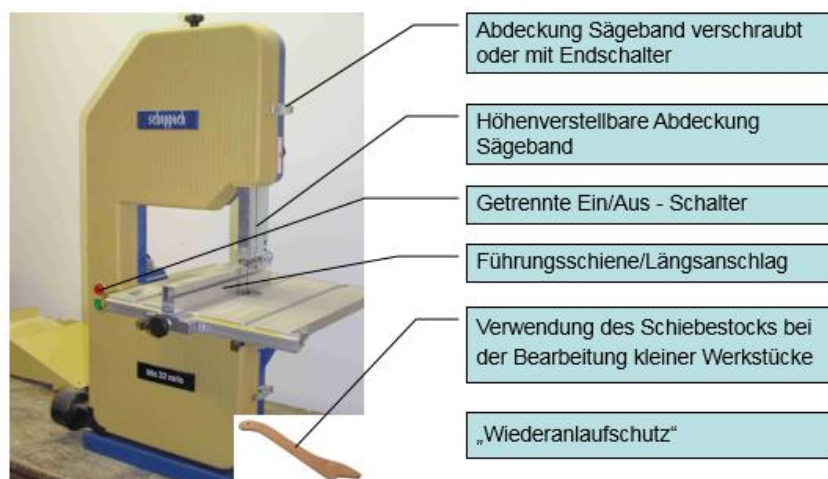 Abdeckung Sägeband verschraubt
oder mit Endschalter
Höhenverstellbare Abdeckung
Sägeband
Getrennte Ein/Aus - Schalter
Führungsschiene/Längsanschlag
Verwendung des Schiebestocks bei
der Bearbeitung kleiner Werkstücke
„Wiederanlaufschutz“
scheppach